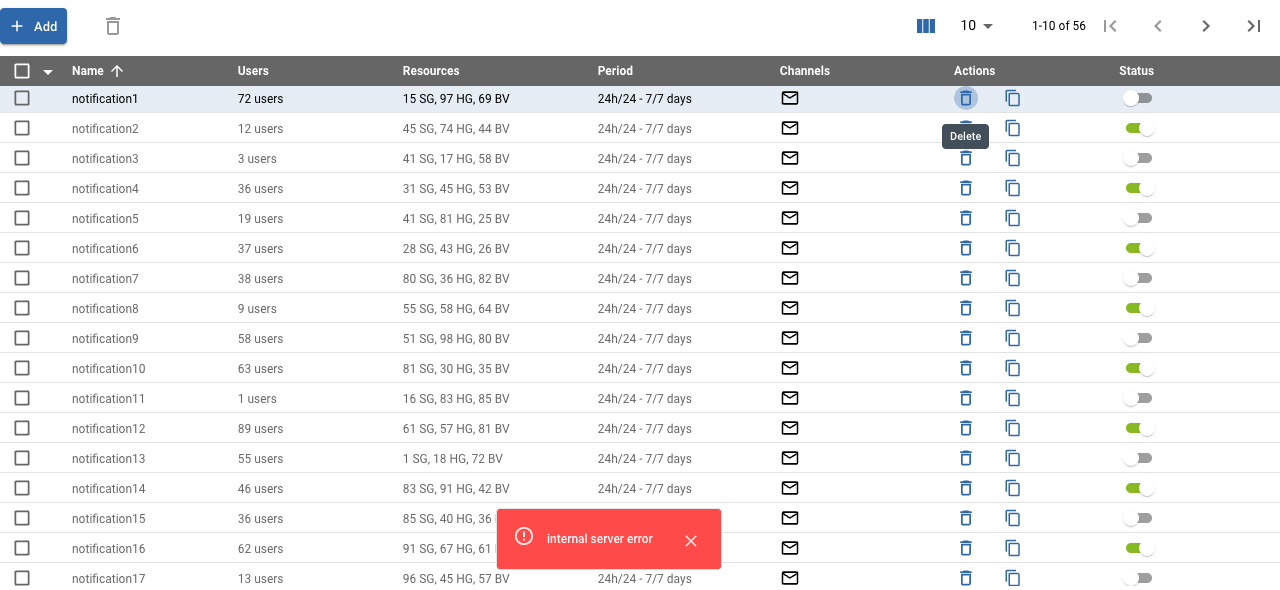 Add 10 1-10 of 56
Name Users Resources Period Channels Actions Status
notification1 72 users 15 SG, 97 HG, 69 BV 24h/24 - 7/7 days
notification2 12 users 45 SG, 74 HG, 44 BV 24h/24 - 7/7 days
Delete
notification3 3 users 41 SG, 17 HG, 58 BV 24h/24 - 7/7 days
notification4 36 users 31 SG, 45 HG, 53 BV 24h/24 - 7/7 days
notification5 19 users 41 SG, 81 HG, 25 BV 24h/24 - 7/7 days
notification6 37 users 28 SG, 43 HG, 26 BV 24h/24 - 7/7 days
notification7 38 users 80 SG, 36 HG, 82 BV 24h/24 - 7/7 days
notification8 9 users 55 SG, 58 HG, 64 BV 24h/24 - 7/7 days
notification9 58 users 51 SG, 98 HG, 80 BV 24h/24 - 7/7 days
notification10 63 users 81 SG, 30 HG, 35 BV 24h/24 - 7/7 days
notification11 1 users 16 SG, 83 HG, 85 BV 24h/24 - 7/7 days
notification12 89 users 61 SG, 57 HG, 81 BV 24h/24 - 7/7 days
notification13 55 users 1 SG, 18 HG, 72 BV 24h/24 - 7/7 days
notification14 46 users 83 SG, 91 HG, 42 BV 24h/24 - 7/7 days
notification15 36 users 85 SG, 40 HG, 36
internal server error
notification16 62 users 91 SG, 67 HG, 61
notification17 13 users 96 SG, 45 HG, 57 BV 24h/24 - 7/7 days